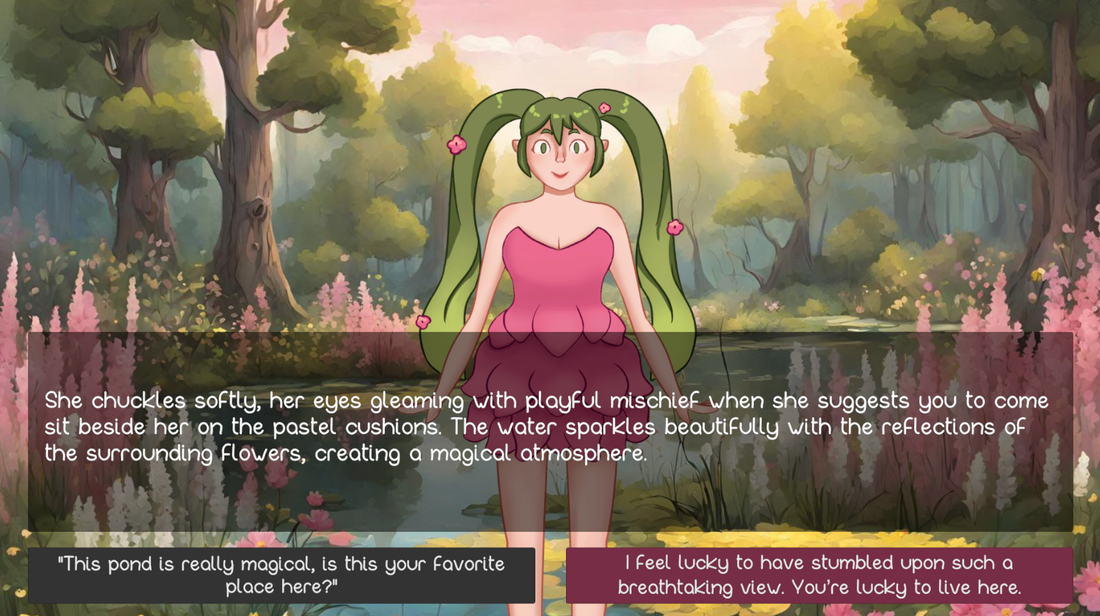 She chuckles softly, her eyes gleaming with playful mischief when she suggests you to come
sit beside her on the pastel cushions. The water sparkles beautifully with the reflections of
the surrounding flowers, creating a magical atmosphere.
"This pond is really magical, is this your favorite
place here?"
I feel lucky to have stumbled upon such a
breathtaking view. You're lucky to live here.